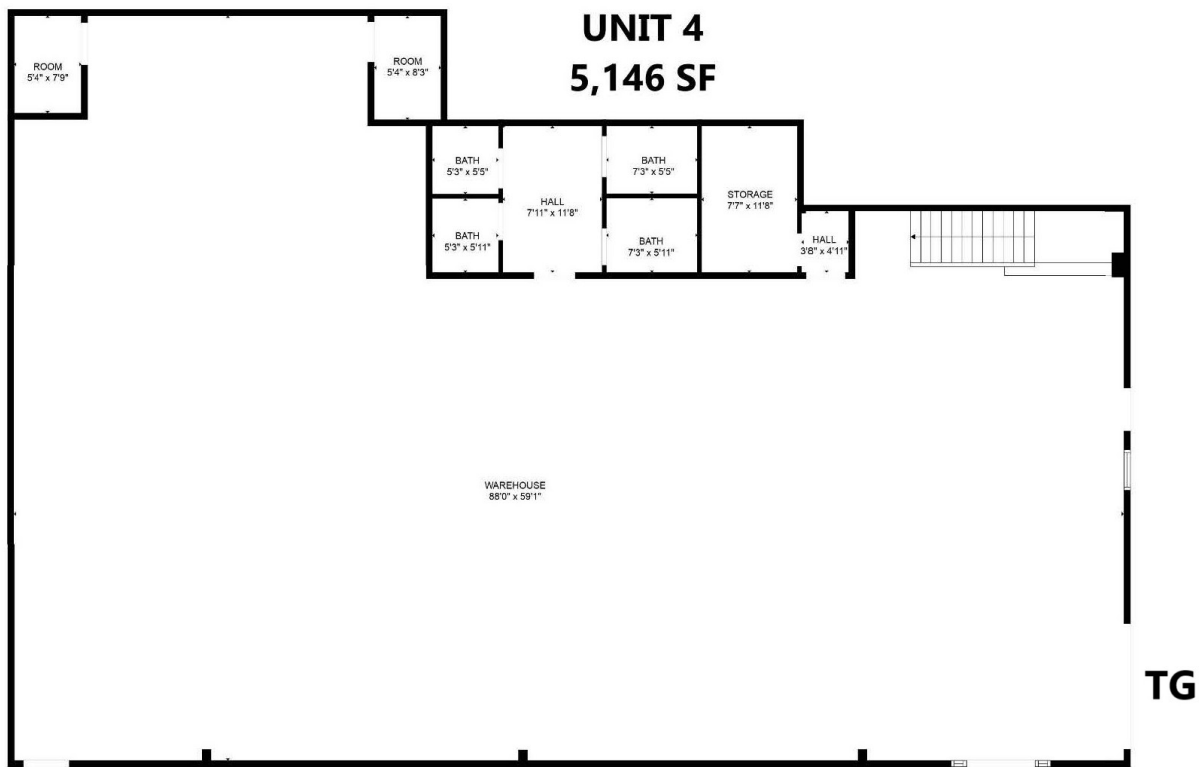 UNIT 4
5,146 SF
ROOM
5'4" x 7'9"
ROOM
5'4" x 8'3"
BATH
5'3" x 5'5"
HALL
7'11" x 11'8"
BATH
7'3" x 5'5"
STORAGE
7'7" x 11'8"
BATH
5'3" x 5'11"
BATH
7'3" x 5'11"
HALL
3'8" x 4'11"
WAREHOUSE
88'0" x 59'1"
TG